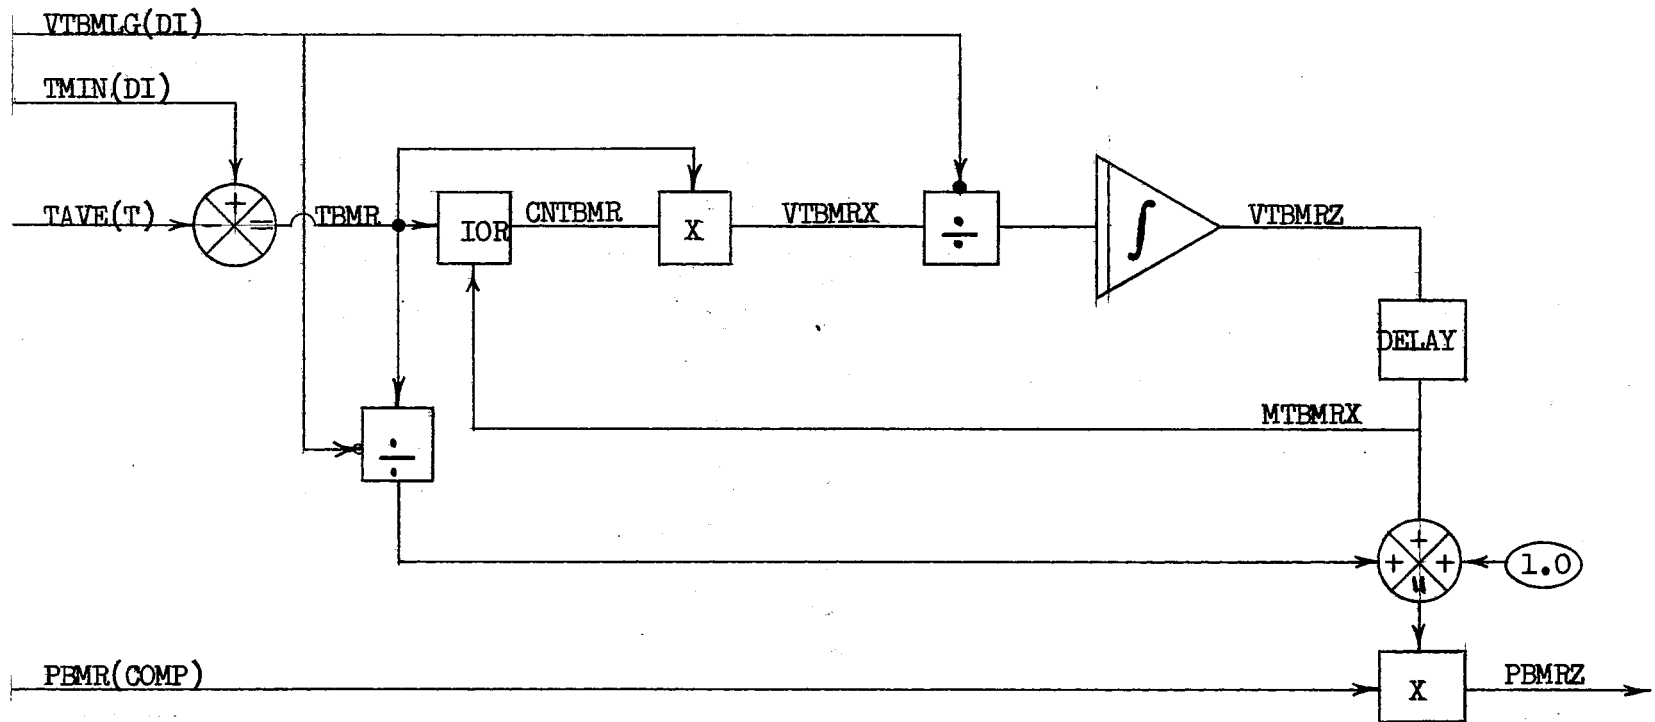 VTBMLG(DI)
TMIN(DI)
TAVE(T)
+
-
=
TBMR
IOR
CNTBMR
X
VTBMRX
÷
∫
VTBMRZ
DELAY
MTBMRX
÷
+
+
+
=
1.0
PBMR(COMP)
X
PBMRZ